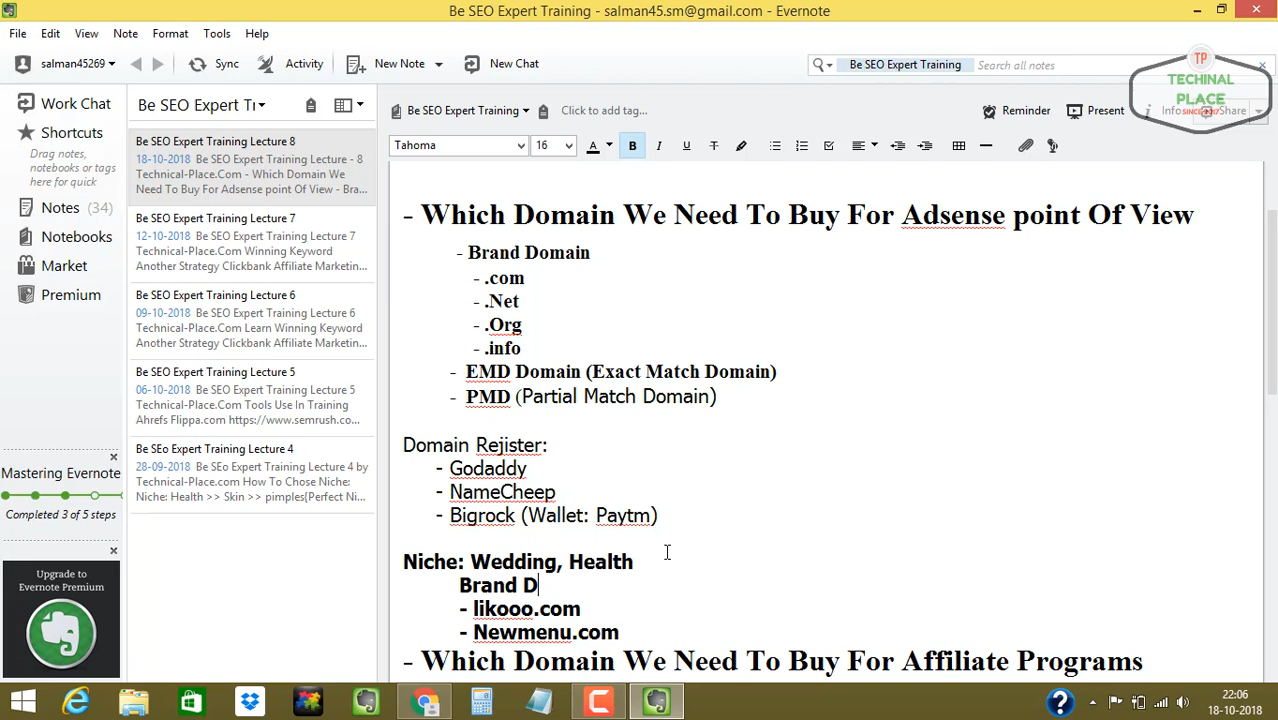 Be SEO Expert Training - salman45.sm@gmail.com - Evernote
File Edit View Note Format Tools Help
salman45269 Sync Activity New Note New Chat Be SEO Expert Training Search all notes
TP
TECHINAL
PLACE
SINCE 2017
Work Chat
Shortcuts
Drag notes,
notebooks or tags
here for quick
Notes (34)
Notebooks
Market
Premium
Mastering Evernote
Completed 3 of 5 steps
Upgrade to
Evernote Premium
Be SEO Expert Ti
Be SEO Expert Training Lecture 8
18-10-2018 Be SEO Expert Training Lecture - 8
Technical-Place.Com - Which Domain We
Need To Buy For Adsense point Of View - Bra...
Be SEO Expert Training Lecture 7
12-10-2018 Be SEO Expert Training Lecture 7
Technical-Place.Com Winning Keyword
Another Strategy Clickbank Affiliate Marketin...
Be SEO Expert Training Lecture 6
09-10-2018 Be SEO Expert Training Lecture 6
Technical-Place.Com Learn Winning Keyword
Another Strategy Clickbank Affiliate Marketin...
Be SEO Expert Training Lecture 5
06-10-2018 Be SEO Expert Training Lecture 5
Technical-Place.Com Tools Use In Training
Ahrefs Flippa.com https://www.semrush.co...
Be SEo Expert Training Lecture 4
28-09-2018 Be SEo Expert Training Lecture 4 by
Technical-Place.com How To Chose Niche:
Niche: Health >> Skin >> pimples(Perfect Ni...
Be SEO Expert Training Click to add tag... Reminder Present Info Share
Tahoma 16 A B I U T
- Which Domain We Need To Buy For Adsense point Of View
- Brand Domain
- .com
- .Net
- .Org
- .info
- EMD Domain (Exact Match Domain)
- PMD (Partial Match Domain)
Domain Rejister:
- Godaddy
- NameCheep
- Bigrock (Wallet: Paytm)
Niche: Wedding, Health
Brand D
- likooo.com
- Newmenu.com
- Which Domain We Need To Buy For Affiliate Programs
22:06
18-10-2018